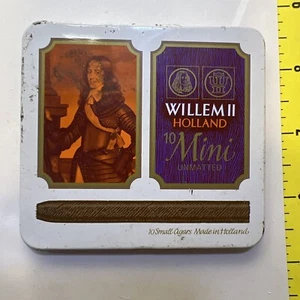 WILLEM II
HOLLAND
10
Mini
UNMATTED
10 Small Cigars Made in Holland